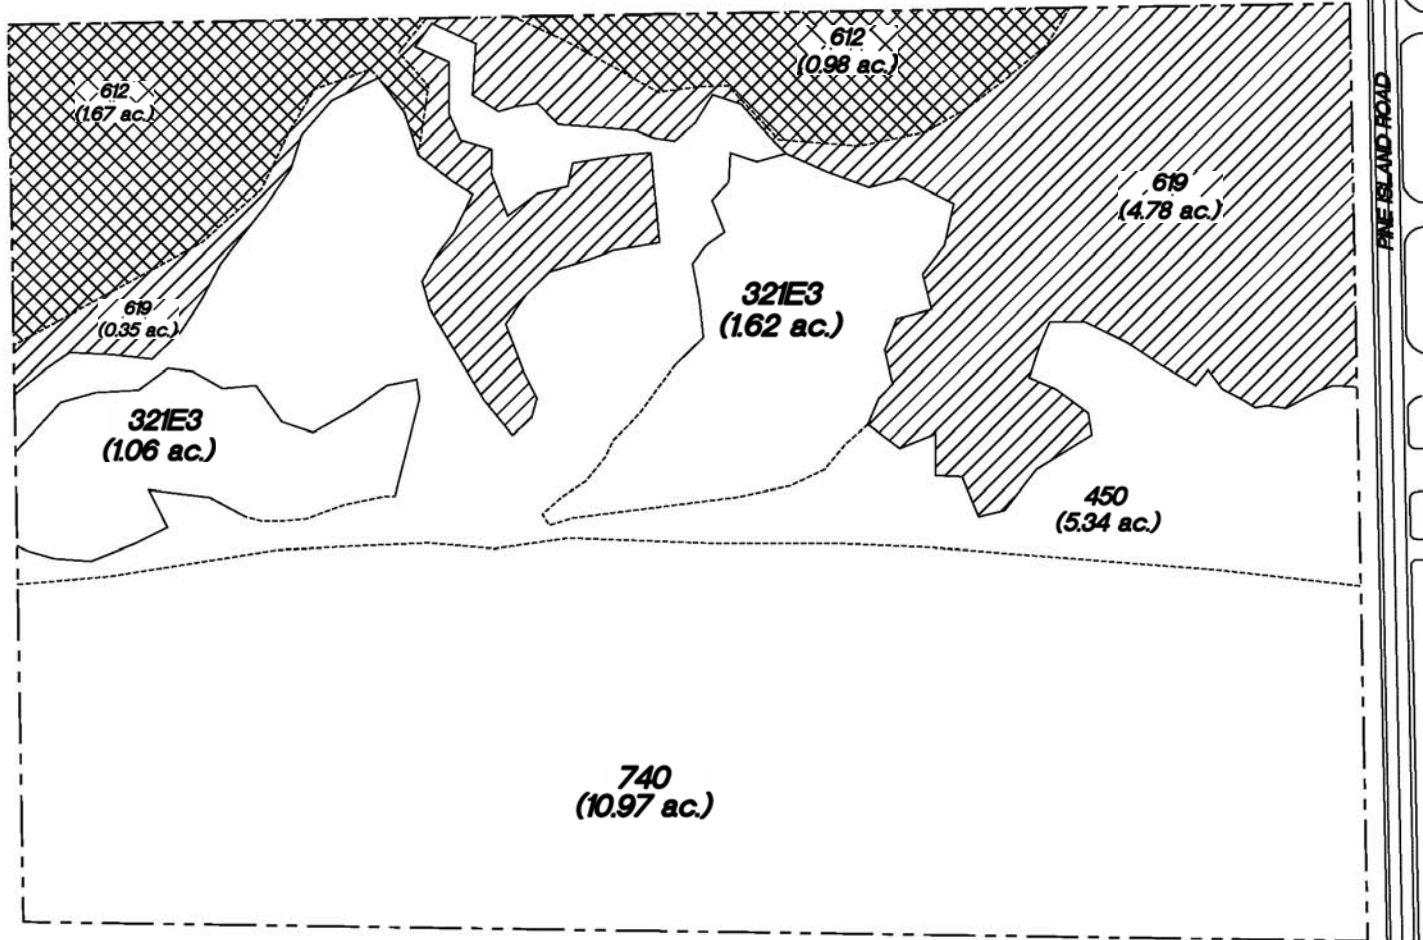 612
(0.98 ac.)
612
(1.67 ac.)
PINE ISLAND ROAD
619
(4.78 ac.)
619
(0.35 ac.)
321E3
(1.62 ac.)
321E3
(1.06 ac.)
450
(5.34 ac.)
740
(10.97 ac.)